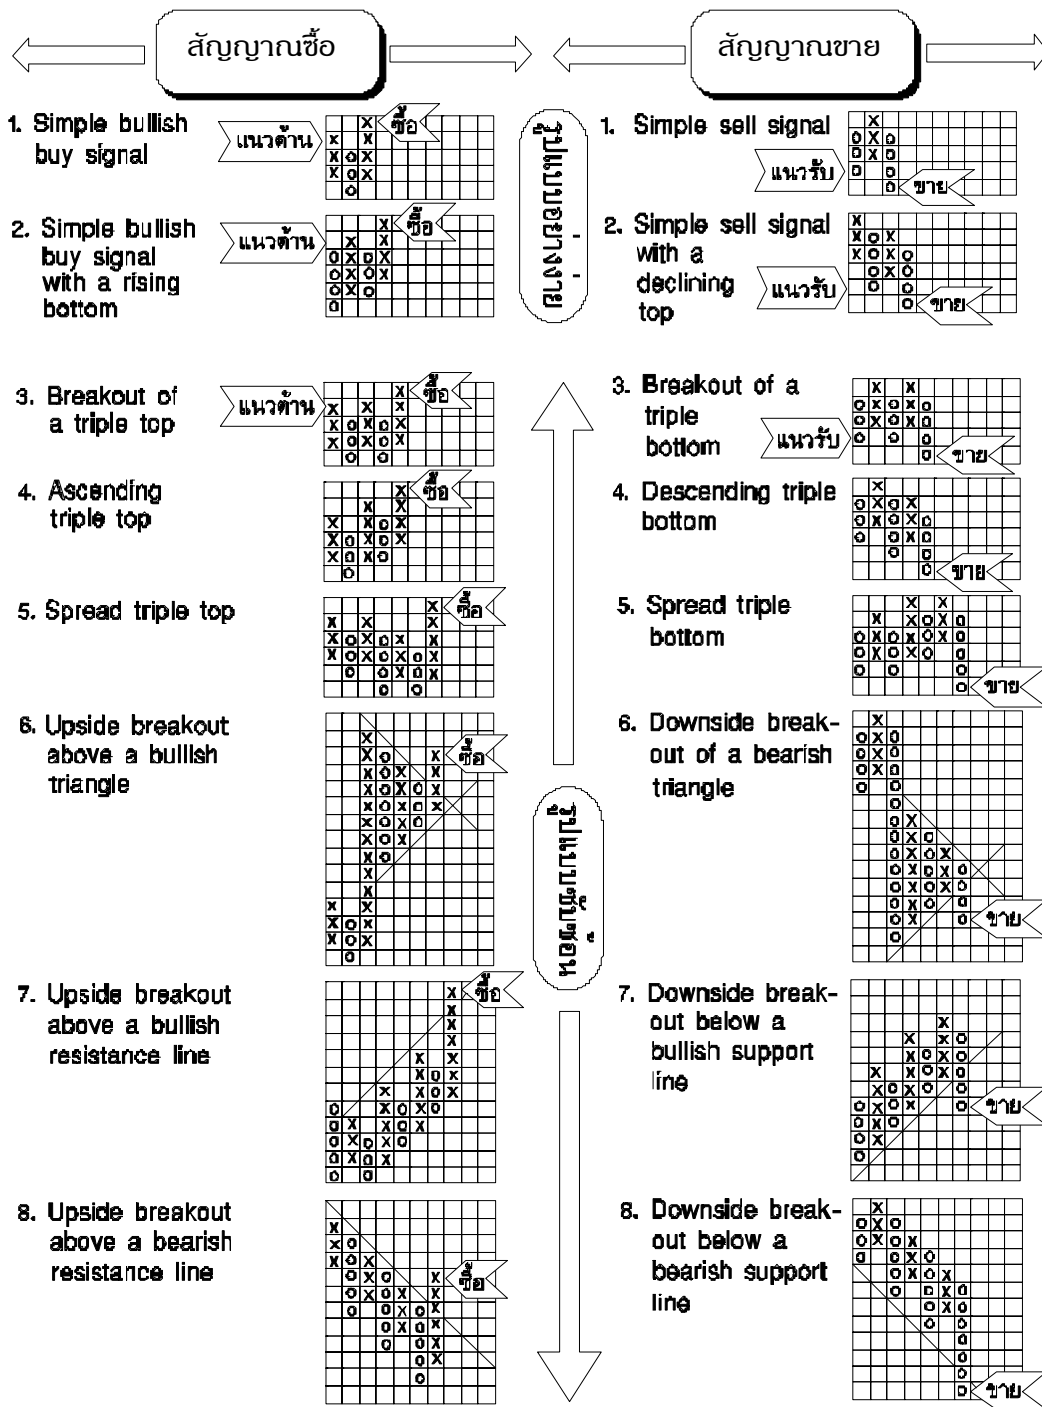 สัญญาณซื้อ
สัญญาณขาย
1. Simple bullish
buy signal
แนวต้าน
ซื้อ
2. Simple bullish
buy signal
with a rising
bottom
แนวต้าน
ซื้อ
รูปแบบอย่างง่าย
1. Simple sell signal
แนวรับ
ขาย
2. Simple sell signal
with a
declining
top
แนวรับ
ขาย
3. Breakout of
a triple top
แนวต้าน
ซื้อ
4. Ascending
triple top
ซื้อ
5. Spread triple top
ซื้อ
6. Upside breakout
above a bullish
triangle
ซื้อ
7. Upside breakout
above a bullish
resistance line
ซื้อ
8. Upside breakout
above a bearish
resistance line
ซื้อ
รูปแบบซับซ้อน
3. Breakout of a
triple
bottom
แนวรับ
ขาย
4. Descending triple
bottom
ขาย
5. Spread triple
bottom
ขาย
6. Downside break-
out of a bearish
triangle
ขาย
7. Downside break-
out below a
bullish support
line
ขาย
8. Downside break-
out below a
bearish support
line
ขาย